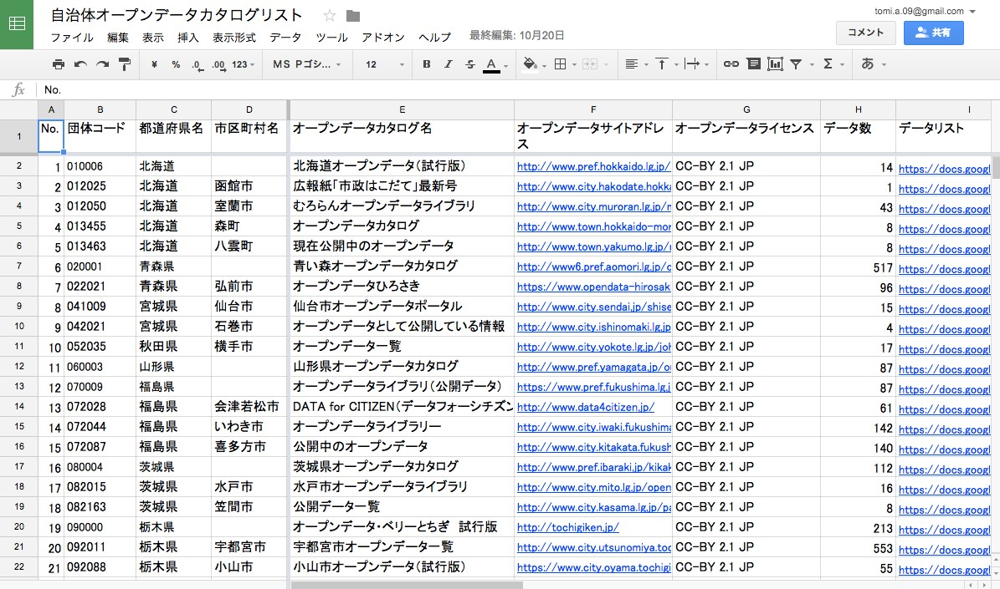 自治体オープンデータカタログリスト
tomi.a.09@gmail.com
ファイル 編集 表示 挿入 表示形式 データ ツール アドオン ヘルプ 最終編集: 10月20日
コメント 共有
¥ % .0 .00 123 MS Pゴシ... 12 B I S A Σ あ
fx No.
A B C D E F G H I
1 No. 団体コード 都道府県名 市区町村名 オープンデータカタログ名 オープンデータサイトアドレス オープンデータライセンス データ数 データリスト
2 1 010006 北海道 北海道オープンデータ(試行版) http://www.pref.hokkaido.lg.jp/ CC-BY 2.1 JP 14 https://docs.googl
3 2 012025 北海道 函館市 広報紙「市政はこだて」最新号 http://www.city.hakodate.hokka CC-BY 2.1 JP 1 https://docs.googl
4 3 012050 北海道 室蘭市 むろらんオープンデータライブラリ http://www.city.muroran.lg.jp/m CC-BY 2.1 JP 43 https://docs.googl
5 4 013455 北海道 森町 オープンデータカタログ http://www.town.hokkaido-mor CC-BY 2.1 JP 8 https://docs.googl
6 5 013463 北海道 八雲町 現在公開中のオープンデータ http://www.town.yakumo.lg.jp/ CC-BY 2.1 JP 8 https://docs.googl
7 6 020001 青森県 青い森オープンデータカタログ http://www6.pref.aomori.lg.jp/c CC-BY 2.1 JP 517 https://docs.googl
8 7 022021 青森県 弘前市 オープンデータひろさき https://www.opendata-hirosak CC-BY 2.1 JP 96 https://docs.googl
9 8 041009 宮城県 仙台市 仙台市オープンデータポータル http://www.city.sendai.jp/shise CC-BY 2.1 JP 15 https://docs.googl
10 9 042021 宮城県 石巻市 オープンデータとして公開している情報 http://www.city.ishinomaki.lg.jp CC-BY 2.1 JP 4 https://docs.googl
11 10 052035 秋田県 横手市 オープンデータ一覧 http://www.city.yokote.lg.jp/joh CC-BY 2.1 JP 17 https://docs.googl
12 11 060003 山形県 山形県オープンデータカタログ http://www.pref.yamagata.jp/o CC-BY 2.1 JP 87 https://docs.googl
13 12 070009 福島県 オープンデータライブラリ(公開データ) https://www.pref.fukushima.lg.j CC-BY 2.1 JP 87 https://docs.googl
14 13 072028 福島県 会津若松市 DATA for CITIZEN(データフォーシチズン http://www.data4citizen.jp/ CC-BY 2.1 JP 61 https://docs.googl
15 14 072044 福島県 いわき市 オープンデータライブラリー http://www.city.iwaki.fukushima CC-BY 2.1 JP 142 https://docs.googl
16 15 072087 福島県 喜多方市 公開中のオープンデータ http://www.city.kitakata.fukush CC-BY 2.1 JP 140 https://docs.googl
17 16 080004 茨城県 茨城県オープンデータカタログ http://www.pref.ibaraki.jp/kikak CC-BY 2.1 JP 112 https://docs.googl
18 17 082015 茨城県 水戸市 水戸市オープンデータライブラリ http://www.city.mito.lg.jp/open CC-BY 2.1 JP 16 https://docs.googl
19 18 082163 茨城県 笠間市 公開データ一覧 http://www.city.kasama.lg.jp/pa CC-BY 2.1 JP 8 https://docs.googl
20 19 090000 栃木県 オープンデータ・ベリーとちぎ 試行版 http://tochigiken.jp/ CC-BY 2.1 JP 213 https://docs.googl
21 20 092011 栃木県 宇都宮市 宇都宮市オープンデータ一覧 http://www.city.utsunomiya.toc CC-BY 2.1 JP 553 https://docs.googl
22 21 092088 栃木県 小山市 小山市オープンデータ(試行版) https://www.city.oyama.tochigi CC-BY 2.1 JP 55 https://docs.googl